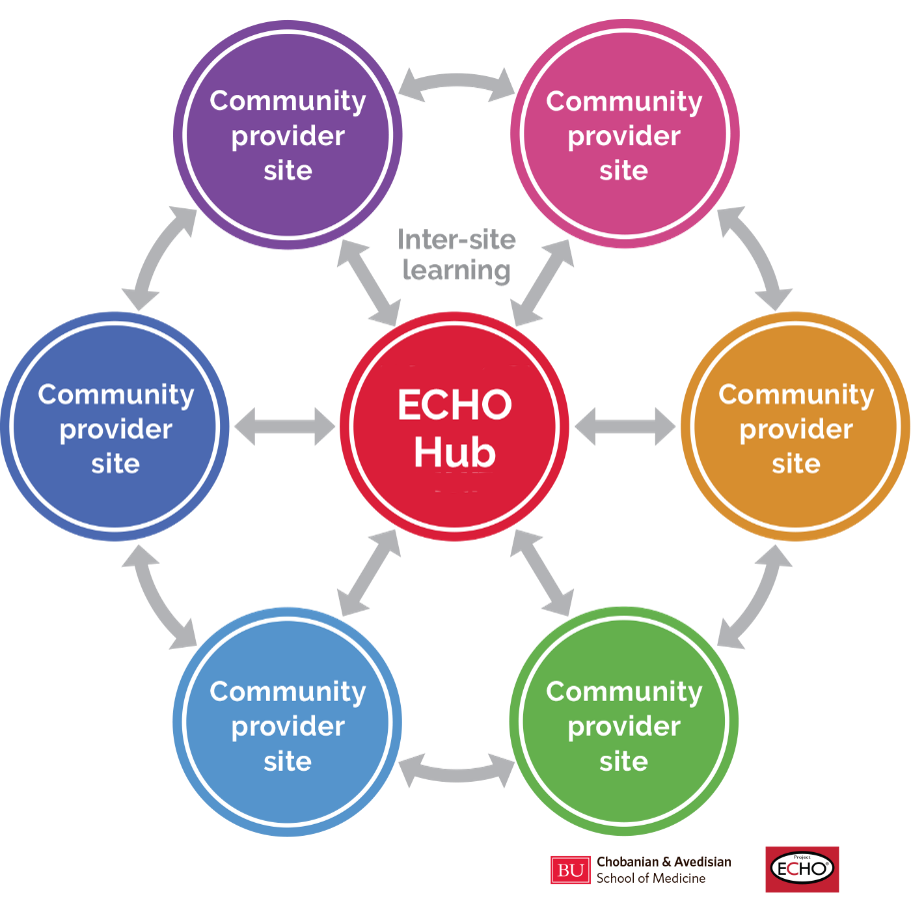 Community
provider
site
Community
provider
site
Inter-site
learning
Community
provider
site
ECHO
Hub
Community
provider
site
Community
provider
site
Community
provider
site
BU
Chobanian & Avedisian
School of Medicine
Project
ECHO®